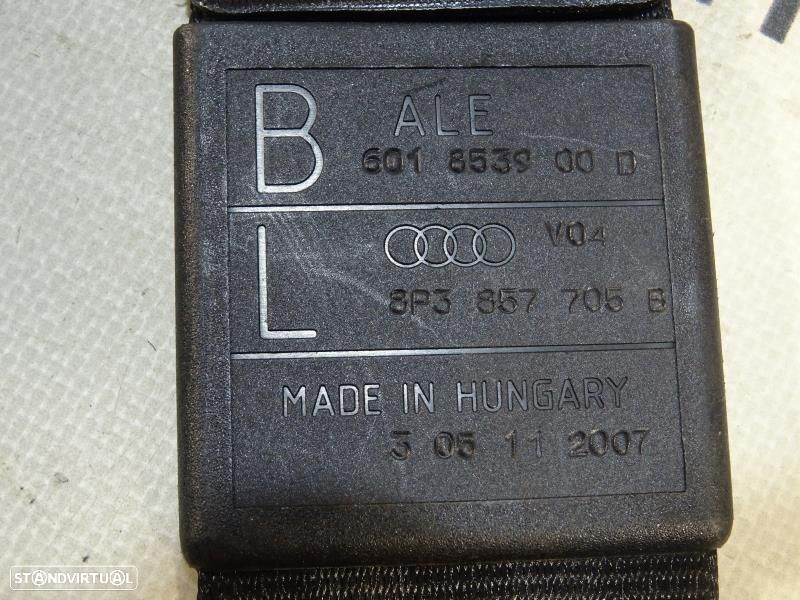 B ALE
601 8539 00 D
L V04
8P3 857 705 B
MADE IN HUNGARY
3 05 11 2007
STANDVIRTUAL